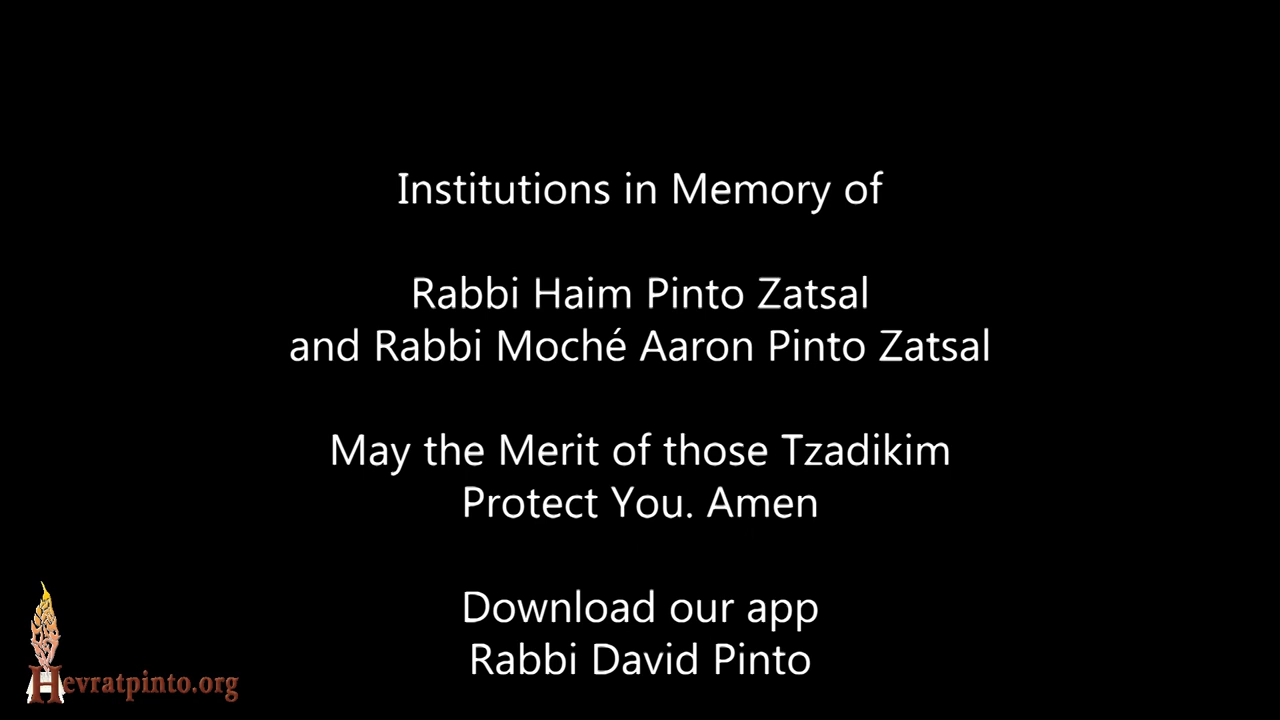 Institutions in Memory of
Rabbi Haim Pinto Zatsal
and Rabbi Moché Aaron Pinto Zatsal
May the Merit of those Tzadikim
Protect You. Amen
Download our app
Rabbi David Pinto
Hevratpinto.org